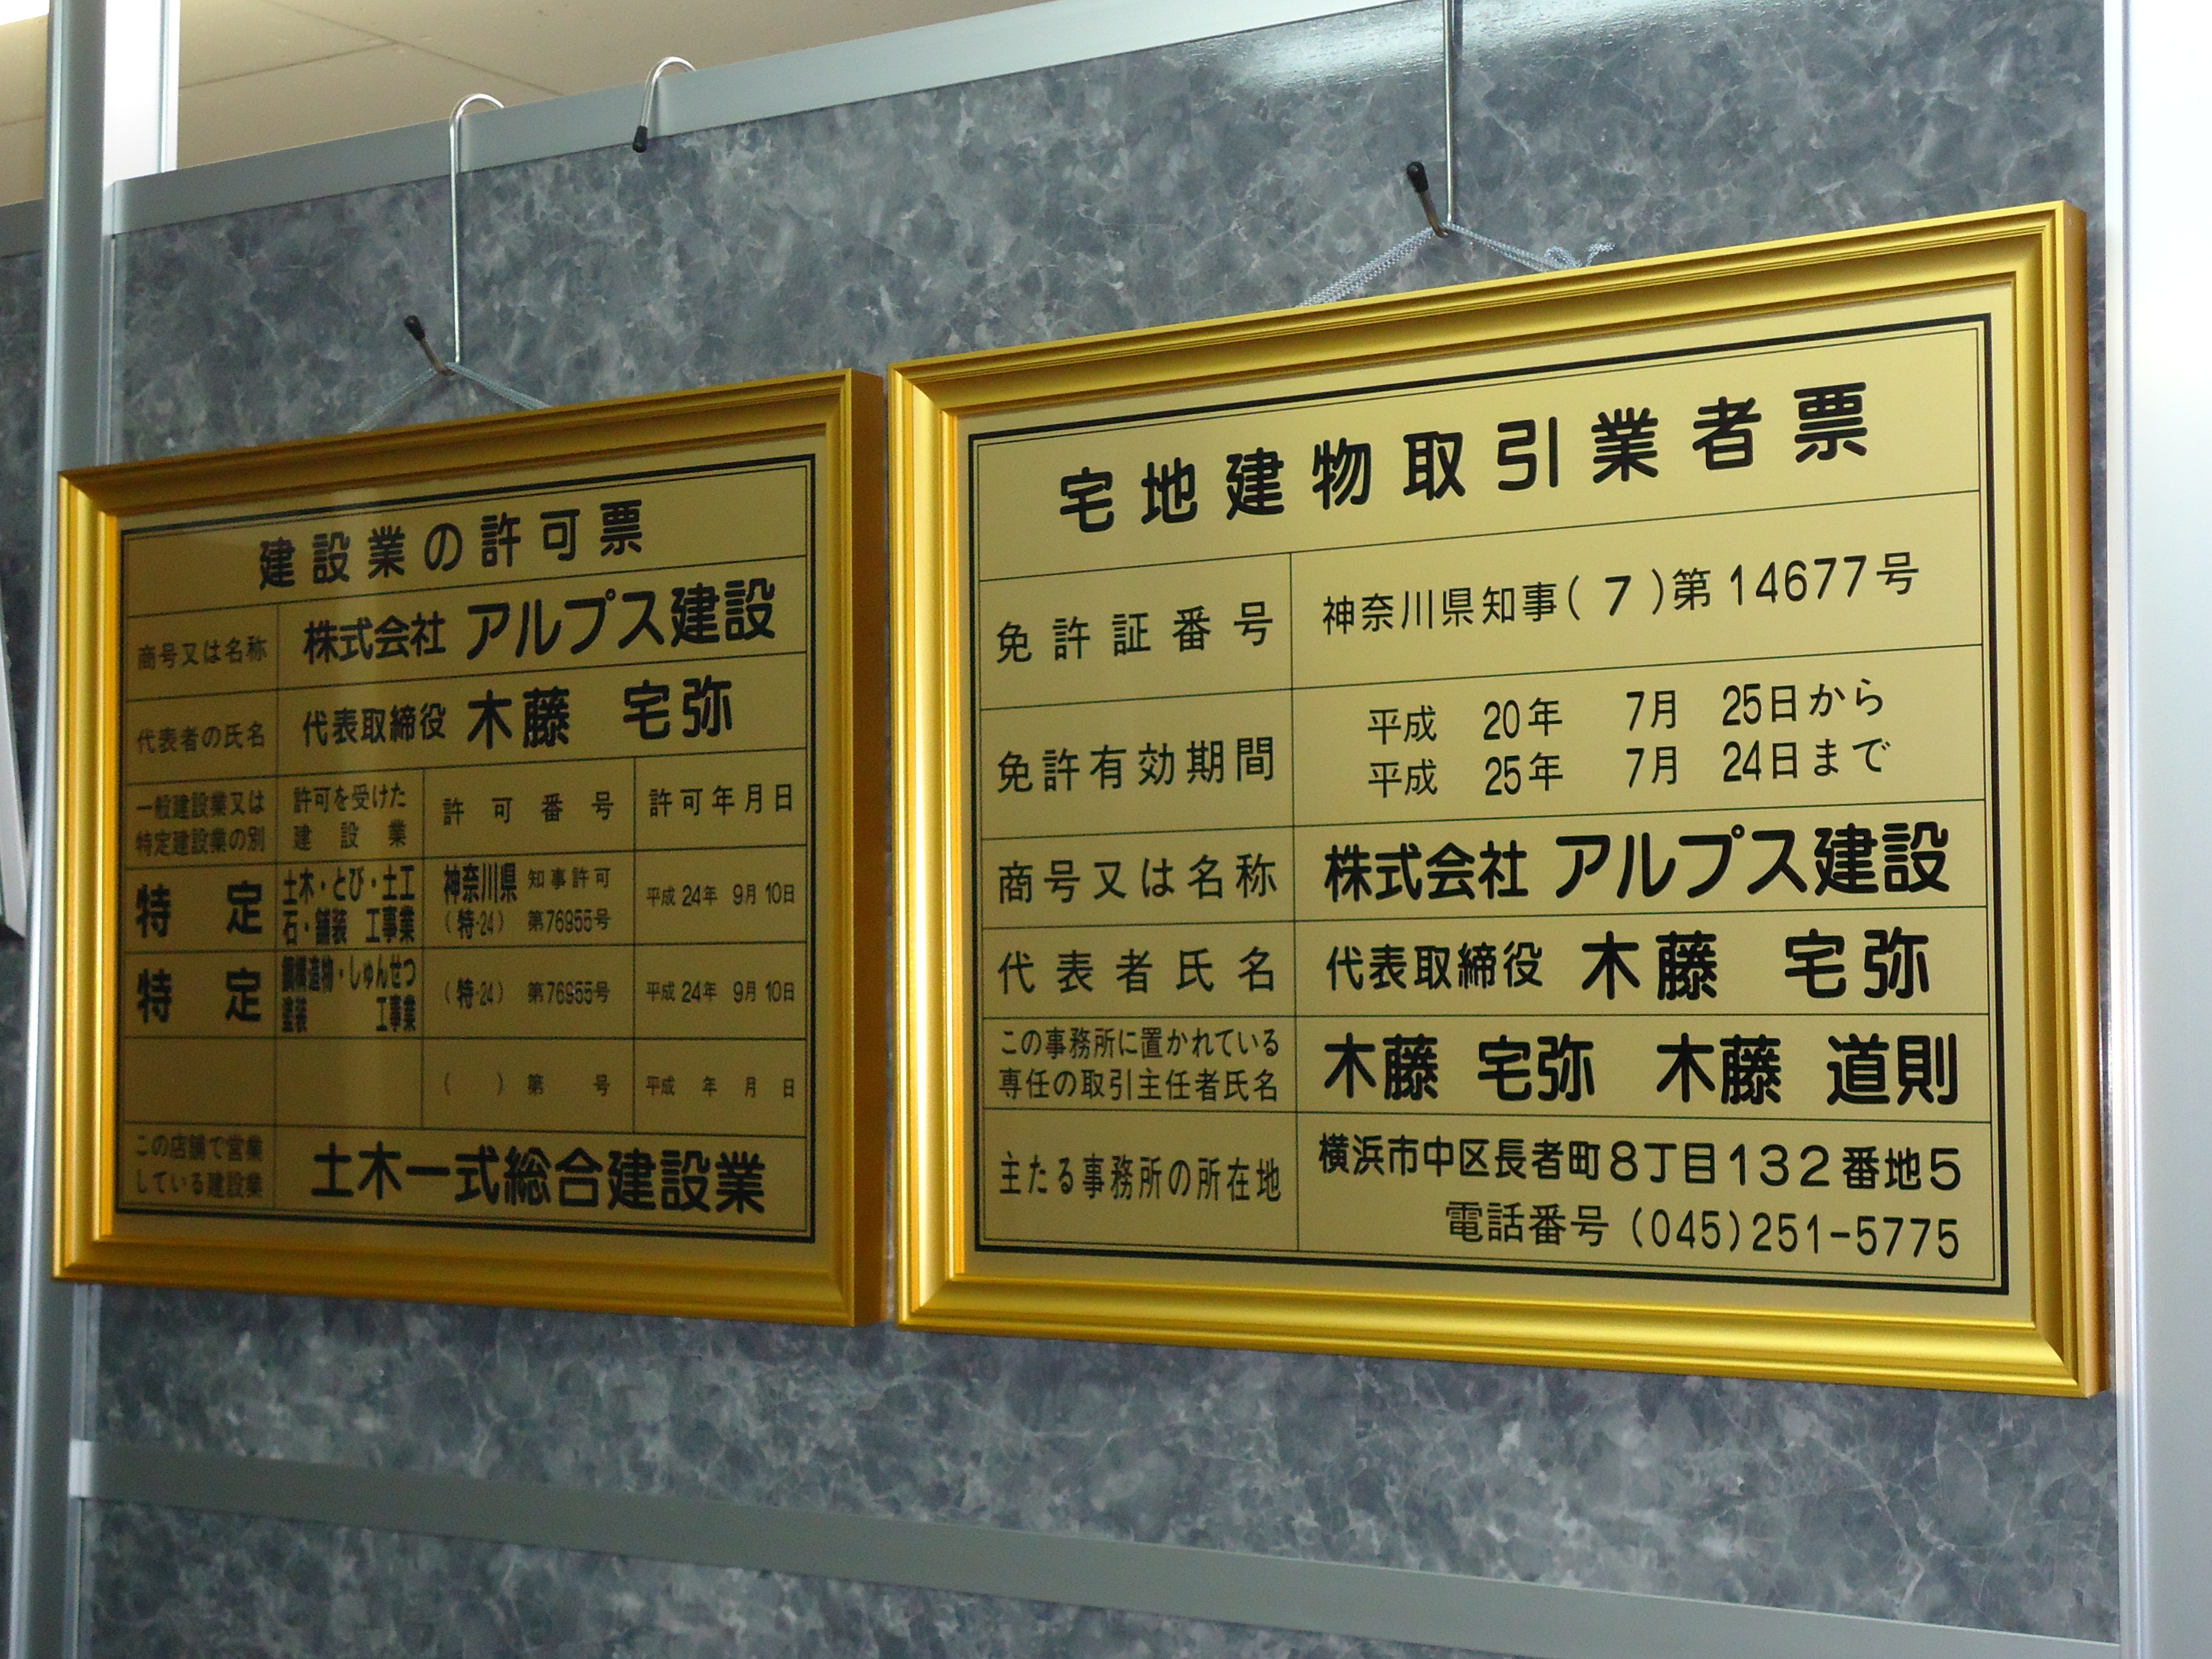 建設業の許可票
商号又は名称 株式会社 アルプス建設
代表者の氏名 代表取締役 木藤 宅弥
一般建設業又は
特定建設業の別
許可を受けた
建設業
許可番号
許可年月日
特定
土木・とび・土工
石・舗装 工事業
神奈川県 知事許可
(特-24) 第76955号
平成24年 9月10日
特定
鋼構造物・しゅんせつ
塗装 工事業
(特-24) 第76955号
平成24年 9月10日
( ) 第 号
平成 年 月 日
この店舗で営業
している建設業
土木一式総合建設業
宅地建物取引業者票
免許証番号 神奈川県知事(7)第14677号
免許有効期間
平成 20年 7月 25日から
平成 25年 7月 24日まで
商号又は名称 株式会社 アルプス建設
代表者氏名 代表取締役 木藤 宅弥
この事務所に置かれている
専任の取引主任者氏名
木藤 宅弥 木藤 道則
主たる事務所の所在地
横浜市中区長者町8丁目132番地5
電話番号 (045)251-5775